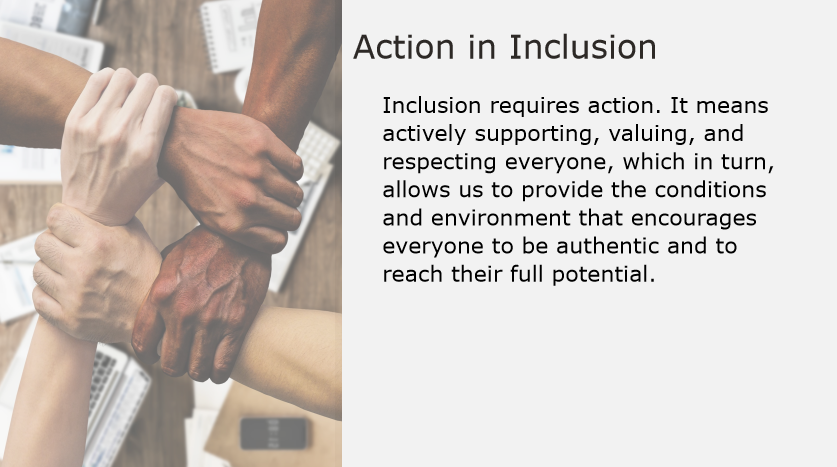 Action in Inclusion
Inclusion requires action. It means
actively supporting, valuing, and
respecting everyone, which in turn,
allows us to provide the conditions
and environment that encourages
everyone to be authentic and to
reach their full potential.